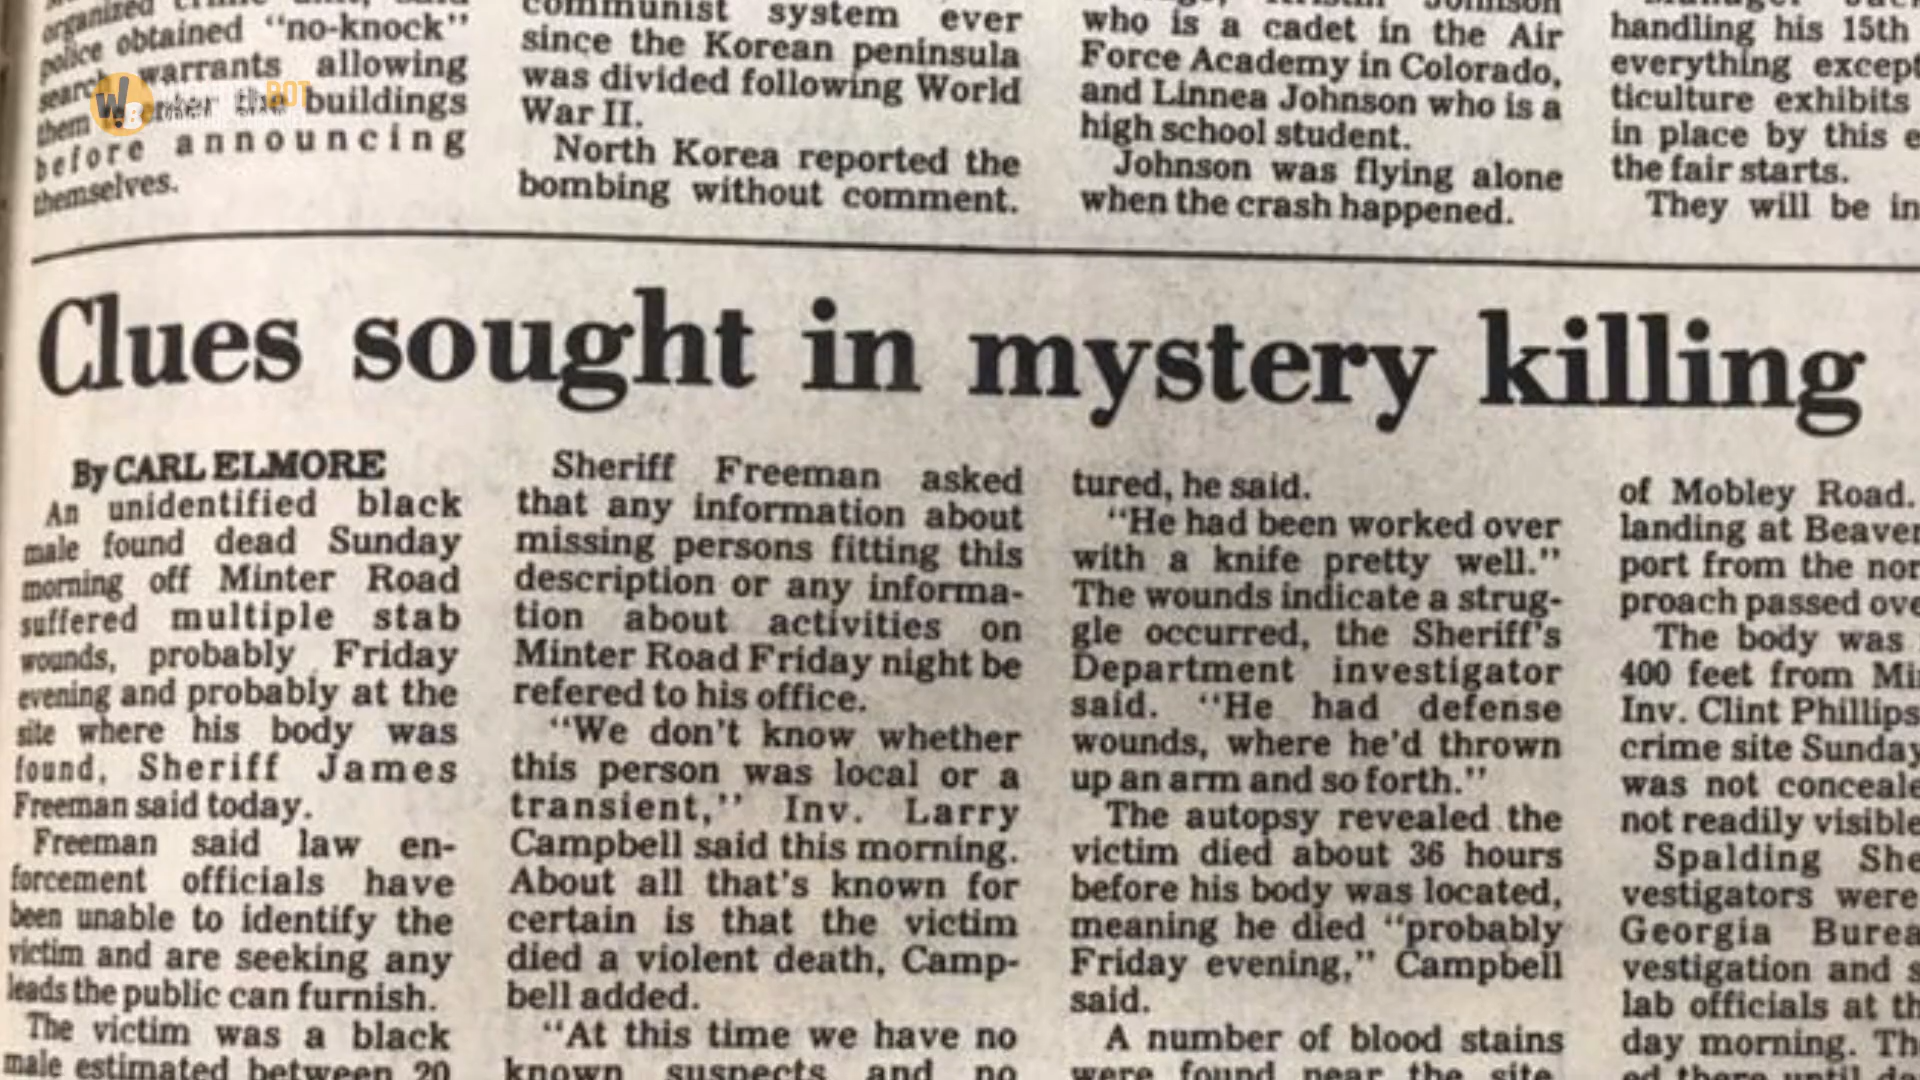 organized
police obtained "no-knock"
search warrants allowing
them enter the buildings
before announcing
themselves.
communist system ever
since the Korean peninsula
was divided following World
War II.
North Korea reported the
bombing without comment.
Johnson
who is a cadet in the Air
Force Academy in Colorado,
and Linnea Johnson who is a
high school student.
Johnson was flying alone
when the crash happened.
handling his 15th
everything except
ticulture exhibits
in place by this e
the fair starts.
They will be in
W!B
BOT
Clues sought in mystery killing
By CARL ELMORE
An unidentified black
male found dead Sunday
morning off Minter Road
suffered multiple stab
wounds, probably Friday
evening and probably at the
site where his body was
found, Sheriff James
Freeman said today.
Freeman said law en-
forcement officials have
been unable to identify the
victim and are seeking any
leads the public can furnish.
The victim was a black
male estimated between 20
Sheriff Freeman asked
that any information about
missing persons fitting this
description or any informa-
tion about activities on
Minter Road Friday night be
refered to his office.
"We don't know whether
this person was local or a
transient," Inv. Larry
Campbell said this morning.
About all that's known for
certain is that the victim
died a violent death, Camp-
bell added.
"At this time we have no
known suspects and no
tured, he said.
"He had been worked over
with a knife pretty well."
The wounds indicate a strug-
gle occurred, the Sheriff's
Department investigator
said. "He had defense
wounds, where he'd thrown
up an arm and so forth."
The autopsy revealed the
victim died about 36 hours
before his body was located,
meaning he died "probably
Friday evening," Campbell
said.
A number of blood stains
were found near the site,
of Mobley Road.
landing at Beaver
port from the nor
proach passed ove
The body was
400 feet from Mi
Inv. Clint Phillips
crime site Sunday
was not conceale
not readily visible
Spalding She
vestigators were
Georgia Burea
vestigation and s
lab officials at th
day morning. Th
ed there until de